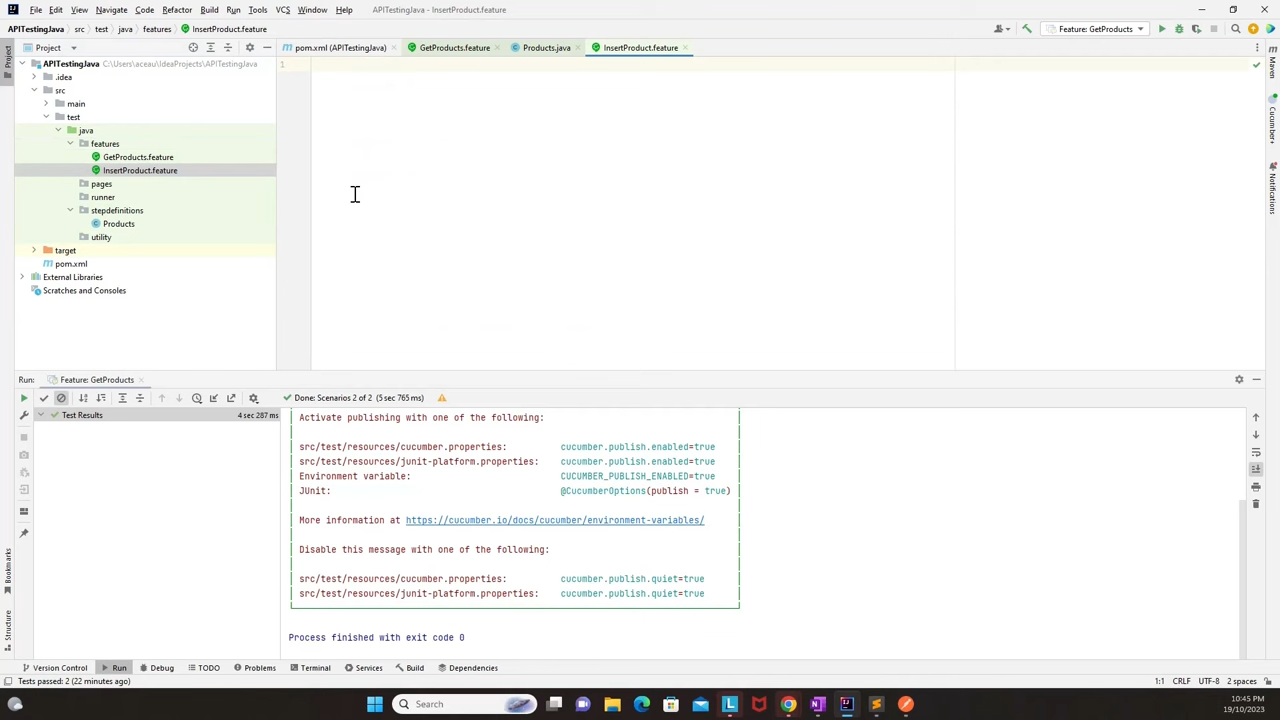 File Edit View Navigate Code Refactor Build Run Tools VCS Window Help APITestingJava - InsertProduct.feature
APITestingJava src test java features InsertProduct.feature Feature: GetProducts
Project pom.xml (APITestingJava) GetProducts.feature Products.java InsertProduct.feature
APITestingJava C:\Users\aceau\IdeaProjects\APITestingJava 1
.idea
src
main
test
java
features
GetProducts.feature
InsertProduct.feature
pages
runner
stepdefinitions
Products
utility
target
pom.xml
External Libraries
Scratches and Consoles
Project
Bookmarks
Structure
Maven
Cucumber+
Notifications
Run: Feature: GetProducts
Done: Scenarios 2 of 2 (5 sec 765 ms)
Test Results 4 sec 287 ms
Activate publishing with one of the following:
src/test/resources/cucumber.properties: cucumber.publish.enabled=true
src/test/resources/junit-platform.properties: cucumber.publish.enabled=true
Environment variable: CUCUMBER_PUBLISH_ENABLED=true
JUnit: @CucumberOptions(publish = true)
More information at https://cucumber.io/docs/cucumber/environment-variables/
Disable this message with one of the following:
src/test/resources/cucumber.properties: cucumber.publish.quiet=true
src/test/resources/junit-platform.properties: cucumber.publish.quiet=true
Process finished with exit code 0
Version Control Run Debug TODO Problems Terminal Services Build Dependencies
Tests passed: 2 (22 minutes ago) 1:1 CRLF UTF-8 2 spaces
Search
10:45 PM
19/10/2023